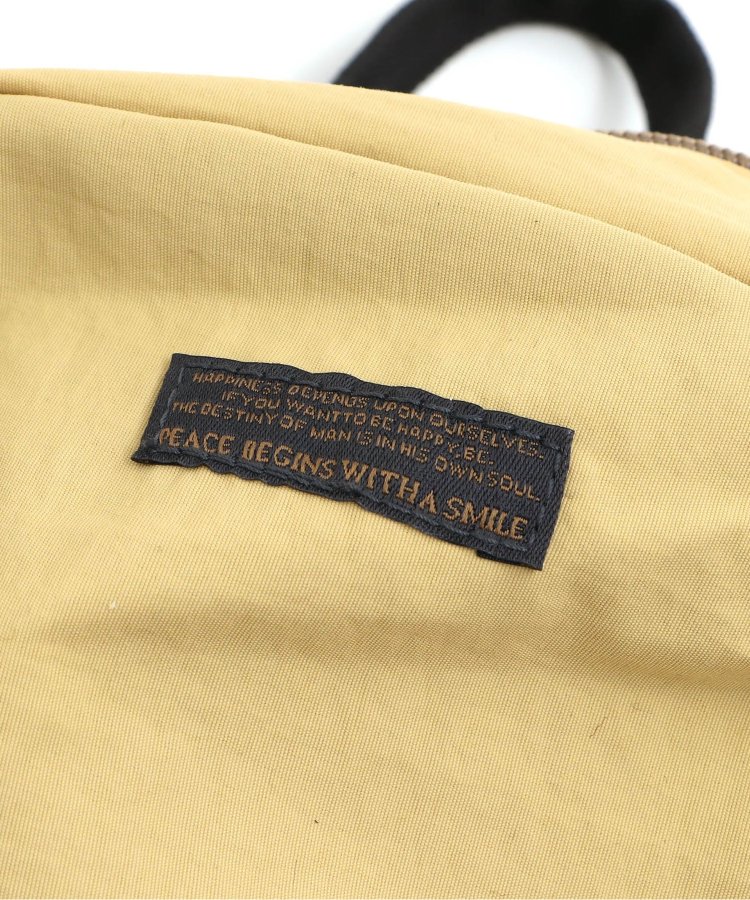 HAPPINESS DEPENDS UPON OURSELVES.
IF YOU WANT TO BE HAPPY, BE.
THE DESTINY OF MAN IS IN HIS OWN SOUL.
PEACE BEGINS WITH A SMILE